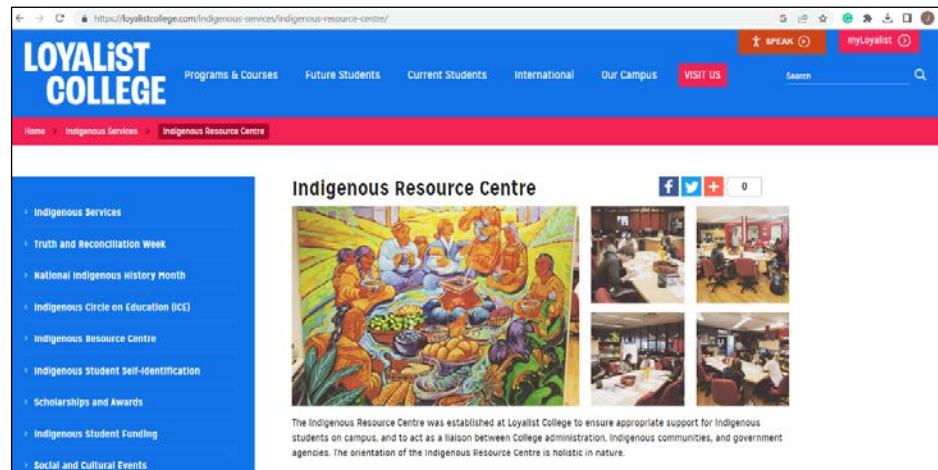 https://loyalistcollege.com/indigenous-services/indigenous-resource-centre/
SPEAK
myLoyalist
LOYALiST
COLLEGE
Programs & Courses Future Students Current Students International Our Campus VISIT US Search
Home Indigenous Services Indigenous Resource Centre
Indigenous Resource Centre
0
Indigenous Services
Truth and Reconciliation Week
National Indigenous History Month
Indigenous Circle on Education (ICE)
Indigenous Resource Centre
Indigenous Student Self-Identification
Scholarships and Awards
Indigenous Student Funding
Social and Cultural Events
The Indigenous Resource Centre was established at Loyalist College to ensure appropriate support for Indigenous
students on campus, and to act as a liaison between College administration, Indigenous communities, and government
agencies. The orientation of the Indigenous Resource Centre is holistic in nature.